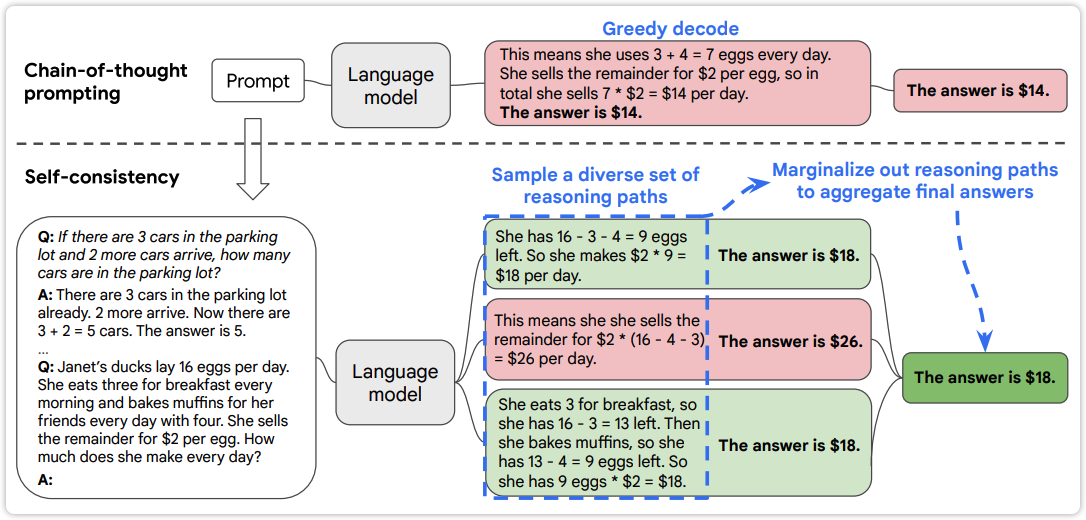 Greedy decode
Chain-of-thought
prompting
Prompt
Language
model
This means she uses 3 + 4 = 7 eggs every day.
She sells the remainder for $2 per egg, so in
total she sells 7 * $2 = $14 per day.
The answer is $14.
The answer is $14.
Self-consistency
Sample a diverse set of
reasoning paths
Marginalize out reasoning paths
to aggregate final answers
Q: If there are 3 cars in the parking
lot and 2 more cars arrive, how many
cars are in the parking lot?
A: There are 3 cars in the parking lot
already. 2 more arrive. Now there are
3 + 2 = 5 cars. The answer is 5.
...
Q: Janet's ducks lay 16 eggs per day.
She eats three for breakfast every
morning and bakes muffins for her
friends every day with four. She sells
the remainder for $2 per egg. How
much does she make every day?
A:
Language
model
She has 16 - 3 - 4 = 9 eggs
left. So she makes $2 * 9 =
$18 per day.
The answer is $18.
This means she she sells the
remainder for $2 * (16 - 4 - 3)
= $26 per day.
The answer is $26.
She eats 3 for breakfast, so
she has 16 - 3 = 13 left. Then
she bakes muffins, so she
has 13 - 4 = 9 eggs left. So
she has 9 eggs * $2 = $18.
The answer is $18.
The answer is $18.